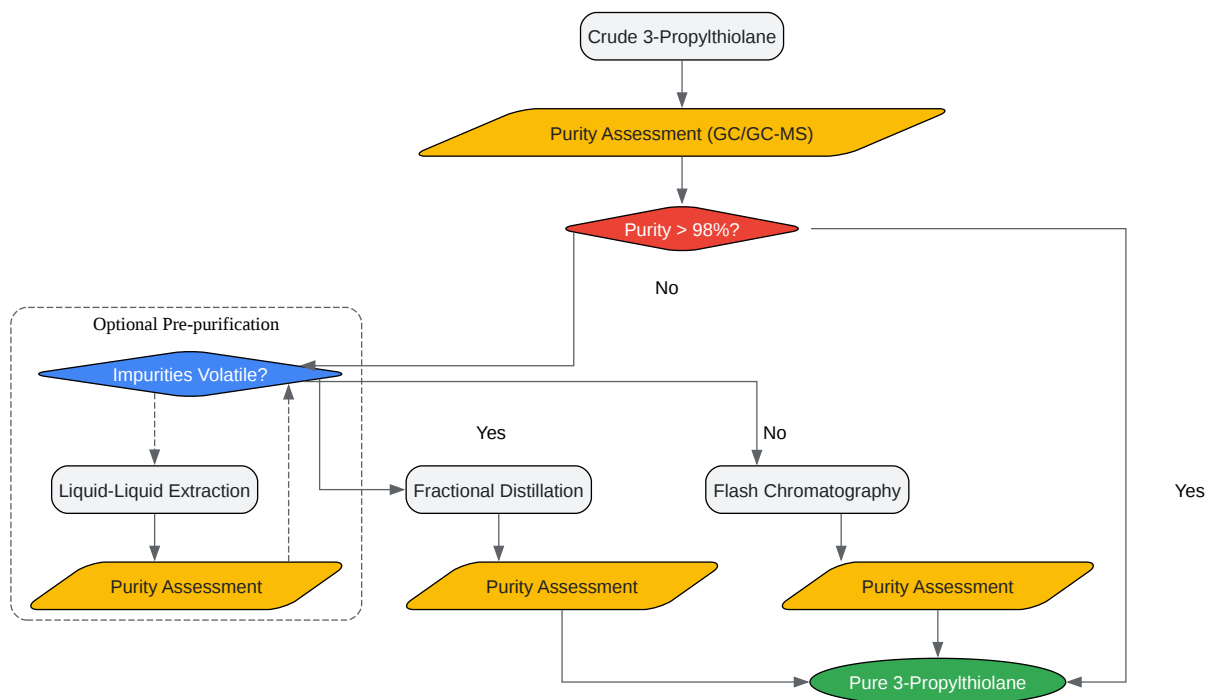 Crude 3-Propylthiolane
Purity Assessment (GC/GC-MS)
Purity > 98%?
No
Optional Pre-purification
Impurities Volatile?
Yes
No
Liquid-Liquid Extraction
Fractional Distillation
Flash Chromatography
Yes
Purity Assessment
Purity Assessment
Purity Assessment
Pure 3-Propylthiolane